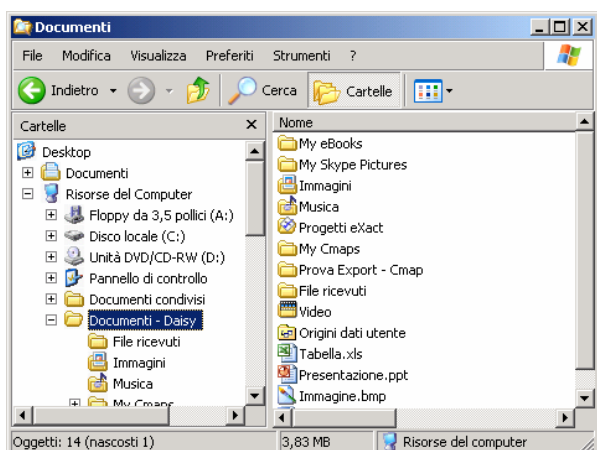 Documenti
File Modifica Visualizza Preferiti Strumenti ?
Indietro Cerca Cartelle
Cartelle
Desktop
Documenti
Risorse del Computer
Floppy da 3,5 pollici (A:)
Disco locale (C:)
Unità DVD/CD-RW (D:)
Pannello di controllo
Documenti condivisi
Documenti - Daisy
File ricevuti
Immagini
Musica
My Cmaps
Nome
My eBooks
My Skype Pictures
Immagini
Musica
Progetti eXact
My Cmaps
Prova Export - Cmap
File ricevuti
Video
Origini dati utente
Tabella.xls
Presentazione.ppt
Immagine.bmp
Oggetti: 14 (nascosti 1) 3,83 MB Risorse del computer